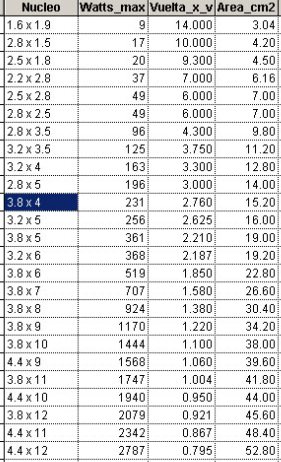 Nucleo Watts_max Vuelta_x_v Area_cm2
1.6 x 1.9 9 14.000 3.04
2.8 x 1.5 17 10.000 4.20
2.5 x 1.8 20 9.300 4.50
2.2 x 2.8 37 7.000 6.16
2.5 x 2.8 49 6.000 7.00
2.8 x 2.5 49 6.000 7.00
2.8 x 3.5 96 4.300 9.80
3.2 x 3.5 125 3.750 11.20
3.2 x 4 163 3.300 12.80
2.8 x 5 196 3.000 14.00
3.8 x 4 231 2.760 15.20
3.2 x 5 256 2.625 16.00
3.8 x 5 361 2.210 19.00
3.2 x 6 368 2.187 19.20
3.8 x 6 519 1.850 22.80
3.8 x 7 707 1.580 26.60
3.8 x 8 924 1.380 30.40
3.8 x 9 1170 1.220 34.20
3.8 x 10 1444 1.100 38.00
4.4 x 9 1568 1.060 39.60
3.8 x 11 1747 1.004 41.80
4.4 x 10 1940 0.950 44.00
3.8 x 12 2079 0.921 45.60
4.4 x 11 2342 0.867 48.40
4.4 x 12 2787 0.795 52.80